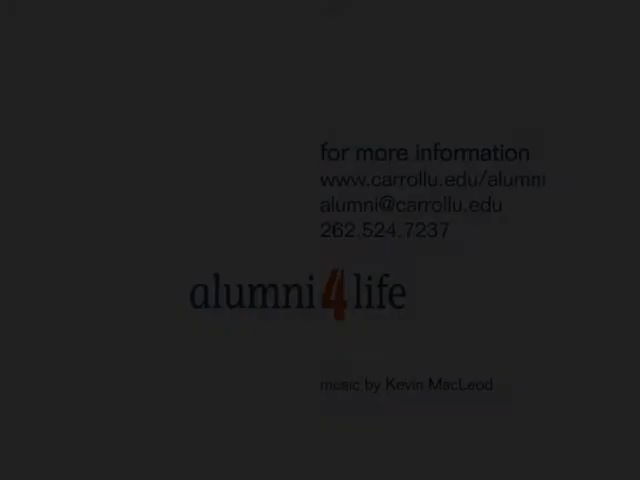 for more information
www.carrollu.edu/alumni
alumni@carrollu.edu
262.524.7237
alumni4life
music by Kevin MacLeod